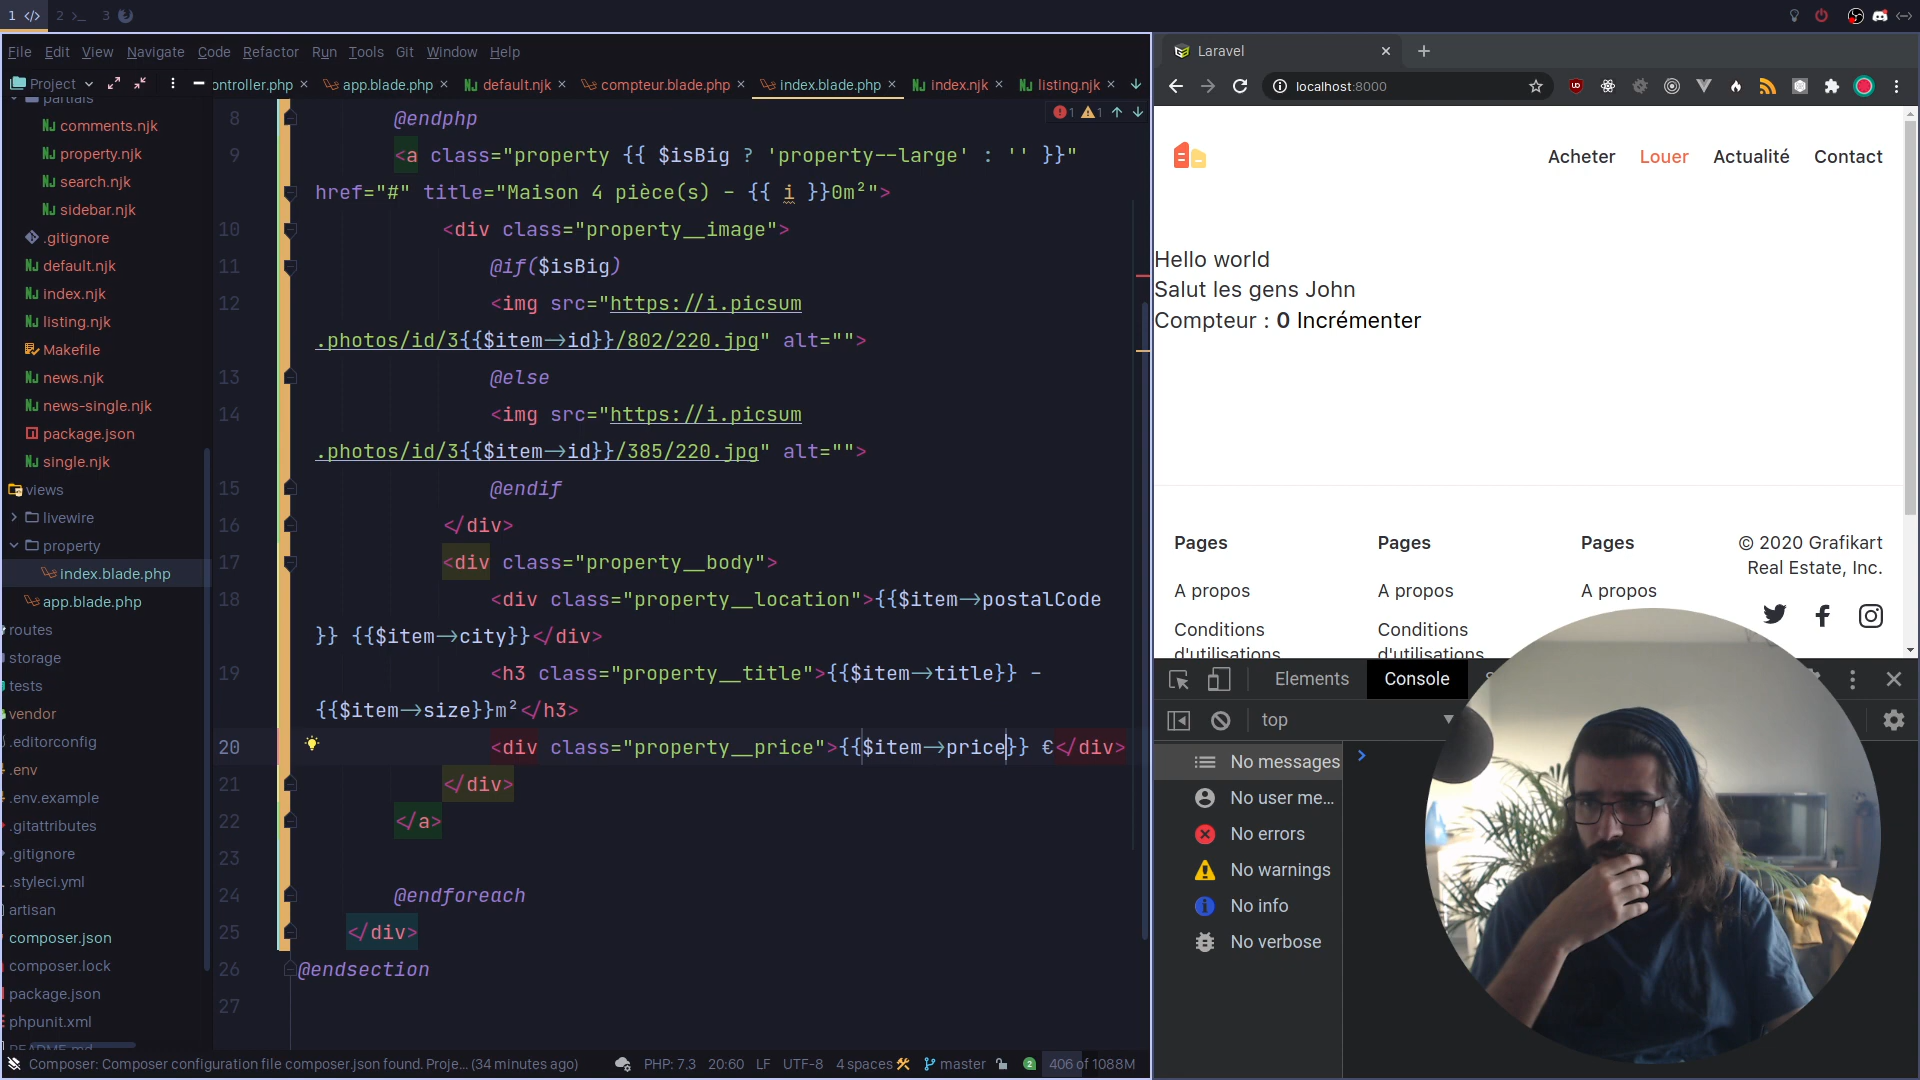 1 </> 2 >_ 3
File Edit View Navigate Code Refactor Run Tools Git Window Help
Project
ontroller.php × app.blade.php × default.njk × compteur.blade.php × index.blade.php × index.njk × listing.njk ×
partials
comments.njk
property.njk
search.njk
sidebar.njk
.gitignore
default.njk
index.njk
listing.njk
Makefile
news.njk
news-single.njk
package.json
single.njk
views
livewire
property
index.blade.php
app.blade.php
routes
storage
tests
vendor
.editorconfig
.env
.env.example
.gitattributes
.gitignore
.styleci.yml
artisan
composer.json
composer.lock
package.json
phpunit.xml
README.md
1 1
8 @endphp
9 <a class="property {{ $isBig ? 'property--large' : '' }}"
href="#" title="Maison 4 pièce(s) - {{ i }}0m²">
10 <div class="property__image">
11 @if($isBig)
12 <img src="https://i.picsum
.photos/id/3{{$item->id}}/802/220.jpg" alt="">
13 @else
14 <img src="https://i.picsum
.photos/id/3{{$item->id}}/385/220.jpg" alt="">
15 @endif
16 </div>
17 <div class="property__body">
18 <div class="property__location">{{$item->postalCode
}} {{$item->city}}</div>
19 <h3 class="property__title">{{$item->title}} -
{{$item->size}}m²</h3>
20 <div class="property__price">{{$item->price}} €</div>
21 </div>
22 </a>
23
24 @endforeach
25 </div>
26 @endsection
27
Composer: Composer configuration file composer.json found. Proje... (34 minutes ago) PHP: 7.3 20:60 LF UTF-8 4 spaces master 2 406 of 1088M
Laravel ×
localhost:8000
Acheter Louer Actualité Contact
Hello world
Salut les gens John
Compteur : 0 Incrémenter
Pages Pages Pages © 2020 Grafikart
Real Estate, Inc.
A propos A propos A propos
Conditions Conditions
d'utilisations d'utilisations
Elements Console
top
No messages
No user me...
No errors
No warnings
No info
No verbose